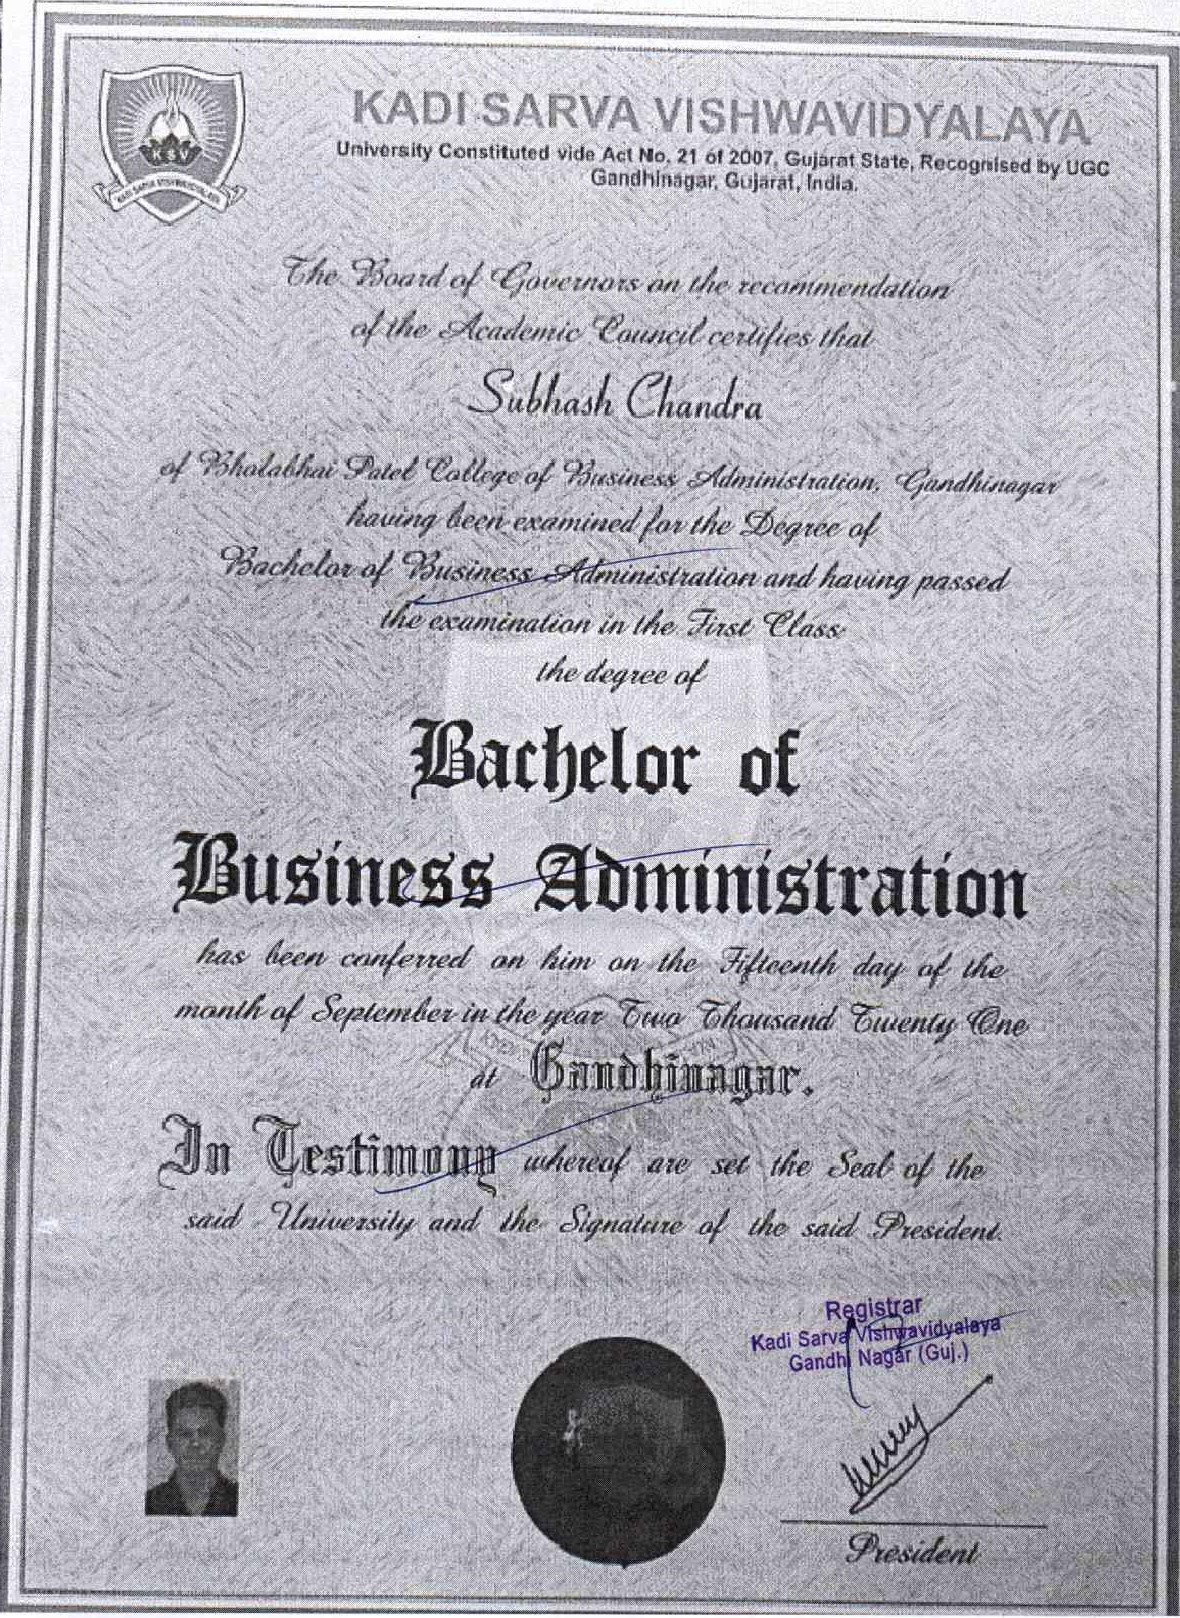 KADI SARVA VISHWAVIDYALAYA
University Constituted vide Act No. 21 of 2007, Gujarat State, Recognised by UGC
Gandhinagar, Gujarat, India.
KSV
KADI SARVA VISHWAVIDYALAYA
The Board of Governors on the recommendation
of the Academic Council certifies that
Subhash Chandra
of Bholabhai Patel College of Business Administration, Gandhinagar
having been examined for the Degree of
Bachelor of Business Administration and having passed
the examination in the First Class
the degree of
Bachelor of
Business Administration
has been conferred on him on the Fifteenth day of the
month of September in the year Two Thousand Twenty One
at Gandhinagar.
In Testimony whereof are set the Seal of the
said University and the Signature of the said President.
Registrar
Kadi Sarva Vishwavidyalaya
Gandhi Nagar (Guj.)
President